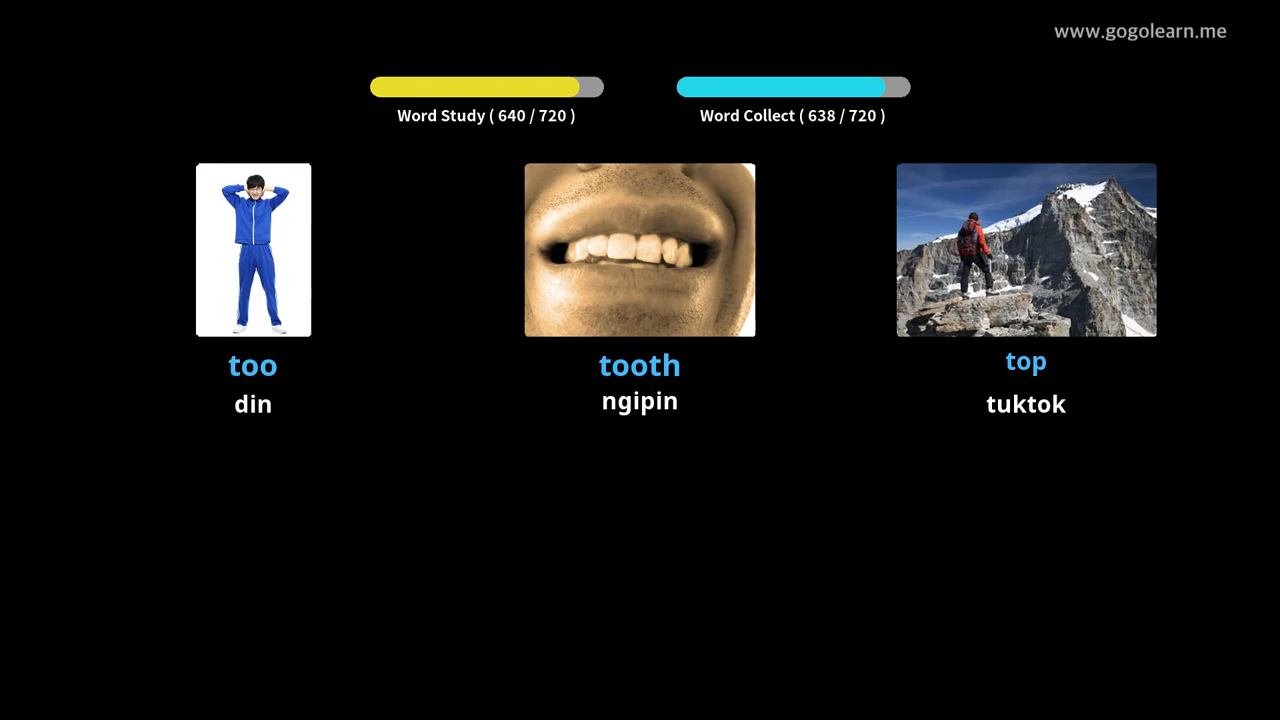 www.gogolearn.me
Word Study ( 640 / 720 )
Word Collect ( 638 / 720 )
too
tooth
top
din
ngipin
tuktok